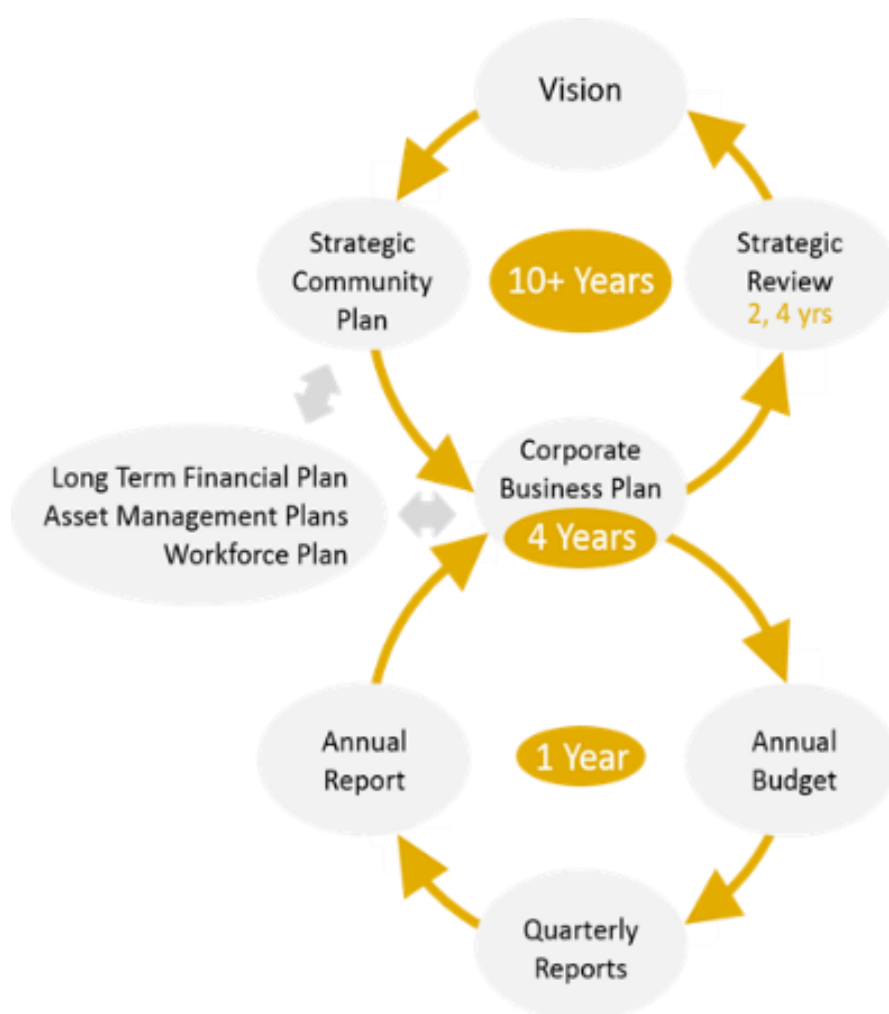 Vision
Strategic
Community
Plan
10+ Years
Strategic
Review
2, 4 yrs
Long Term Financial Plan
Asset Management Plans
Workforce Plan
Corporate
Business Plan
4 Years
Annual
Report
1 Year
Annual
Budget
Quarterly
Reports